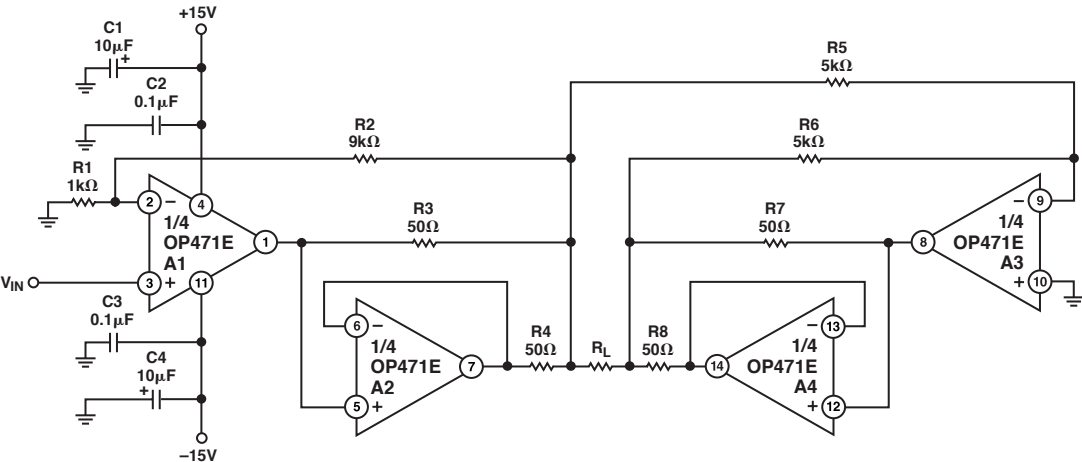 +15V
C1
10μF
+
C2
0.1μF
R5
5kΩ
R2
9kΩ
R6
5kΩ
R1
1kΩ
2
−
4
1/4
OP471E
A1
1
3
+
11
VIN
R3
50Ω
R7
50Ω
8
−
9
1/4
OP471E
A3
+
10
C3
0.1μF
C4
10μF
+
−15V
6
−
1/4
OP471E
A2
7
5
+
R4
50Ω
RL
R8
50Ω
14
−
13
1/4
OP471E
A4
+
12